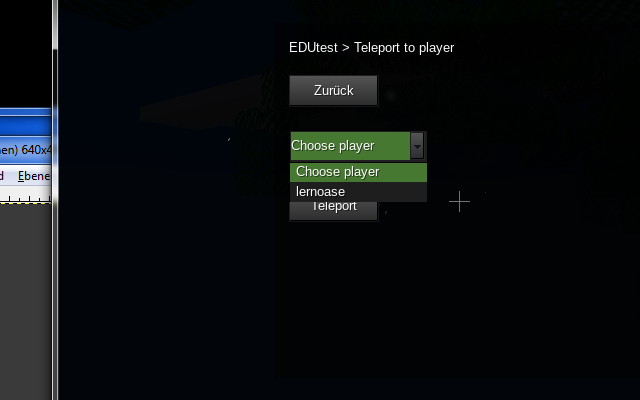 EDUtest > Teleport to player
Zurück
Choose player
Choose player
lernoase
Teleport
en) 640x4
d Ebene